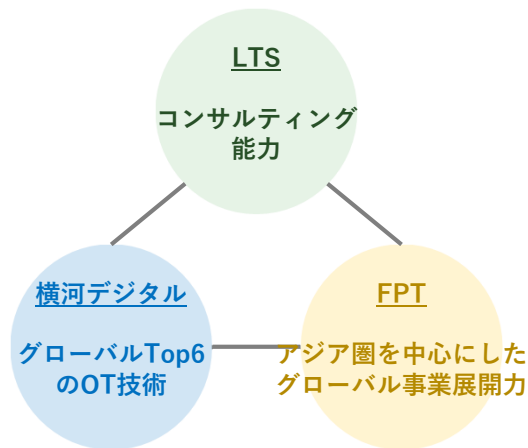 LTS
コンサルティング
能力
横河デジタル
グローバルTop6
のOT技術
FPT
アジア圏を中心にした
グローバル事業展開力